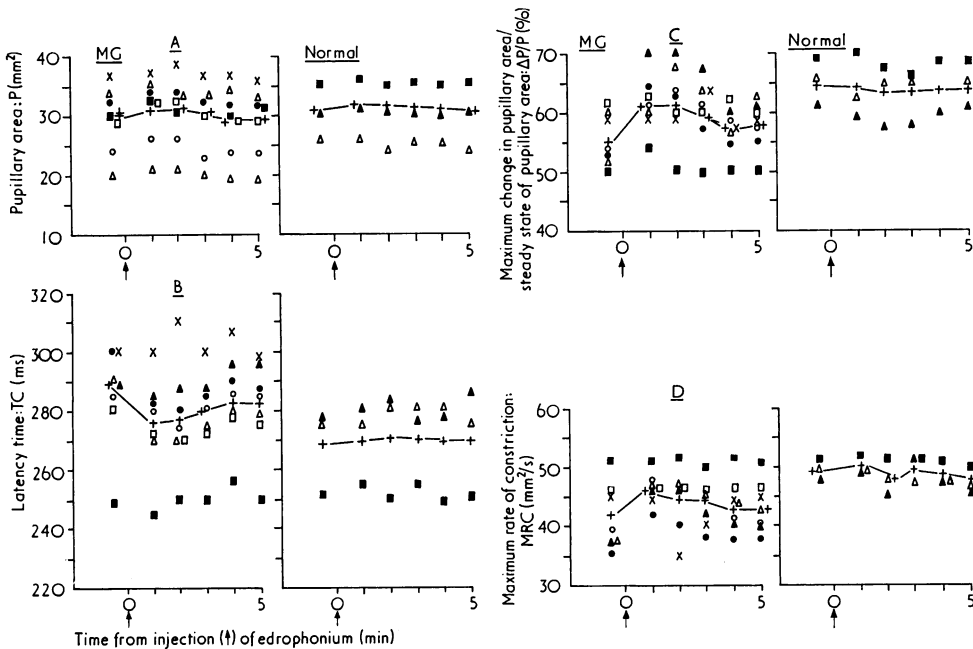 MG
A
Normal
Pupillary area:P(mm²)
40
30
20
10
O
5
O
5
MG
C
Normal
Maximum change in pupillary area/
steady state of pupillary area:ΔP/P(%)
70
60
50
40
O
5
O
5
B
Latency time:TC (ms)
320
300
280
260
240
220
O
5
O
5
D
Maximum rate of constriction:
MRC (mm²/s)
60
50
40
30
O
5
O
5
Time from injection (↑) of edrophonium (min)